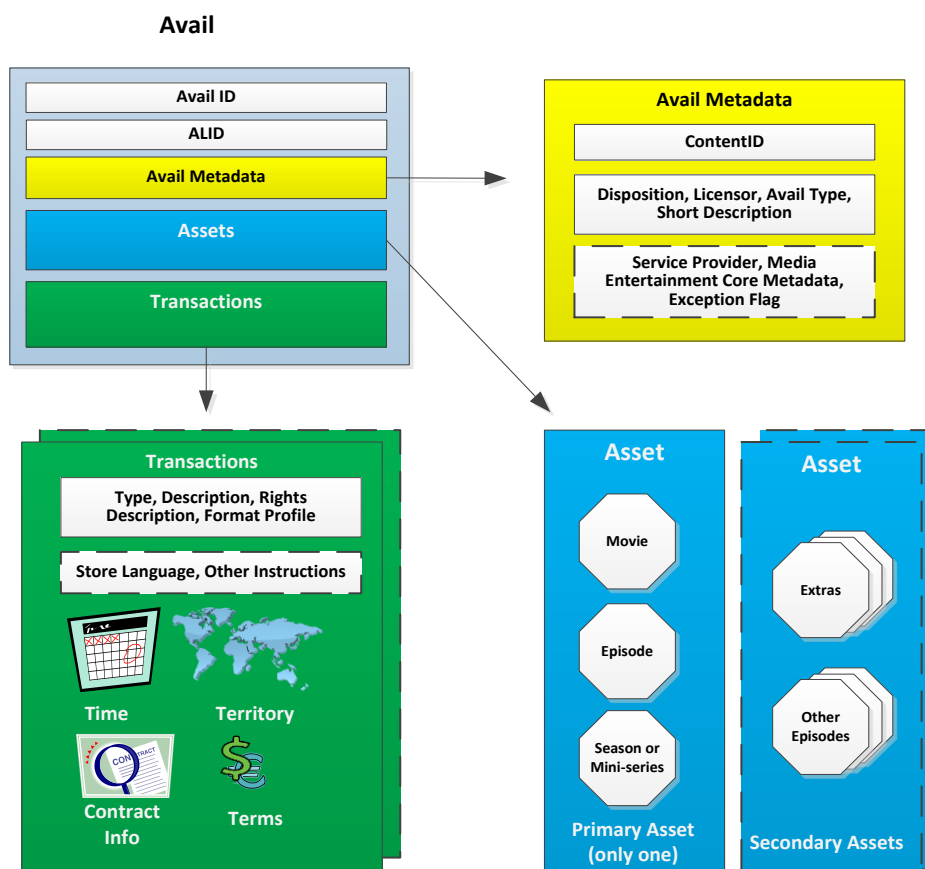 Avail
Avail ID
ALID
Avail Metadata
Assets
Transactions
Avail Metadata
ContentID
Disposition, Licensor, Avail Type,
Short Description
Service Provider, Media
Entertainment Core Metadata,
Exception Flag
Transactions
Type, Description, Rights
Description, Format Profile
Store Language, Other Instructions
Time
Territory
Contract
Info
Terms
Asset
Movie
Episode
Season or
Mini-series
Primary Asset
(only one)
Asset
Extras
Other
Episodes
Secondary Assets